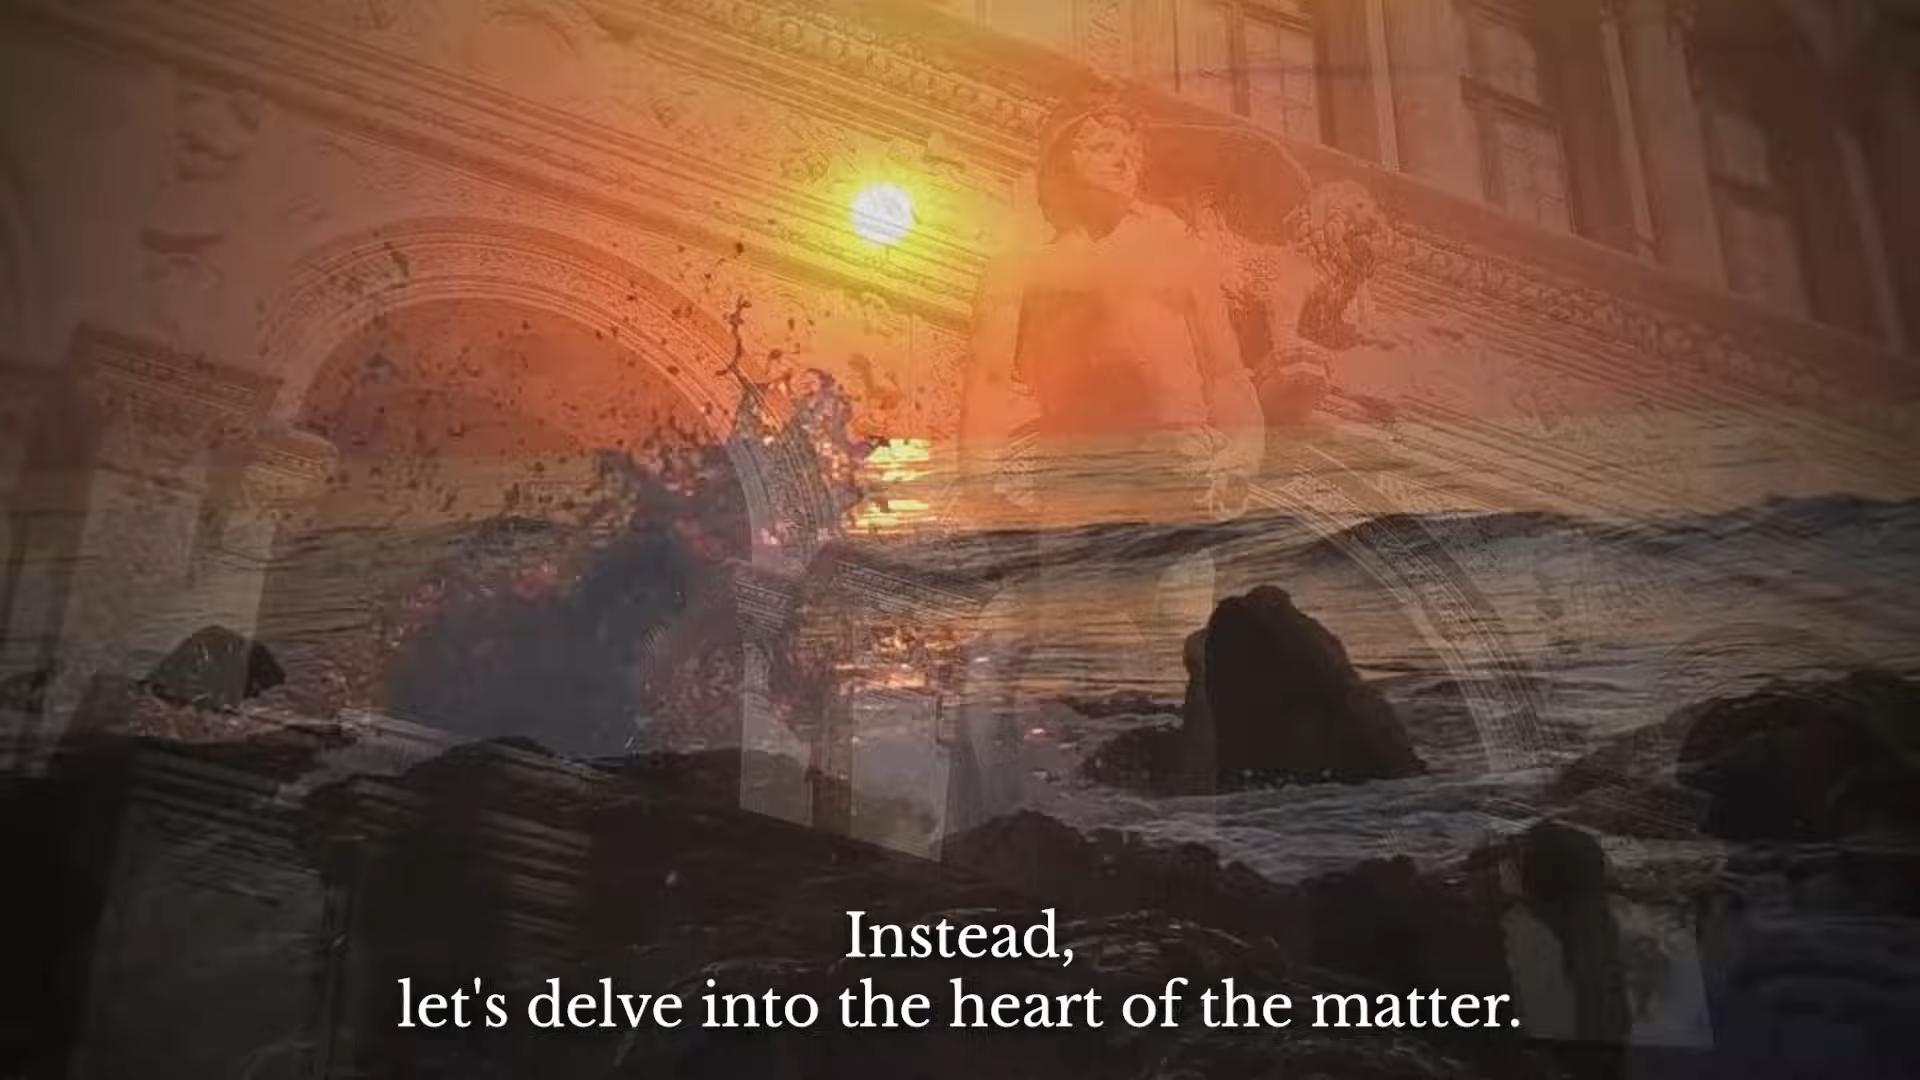 Instead,
let's delve into the heart of the matter.